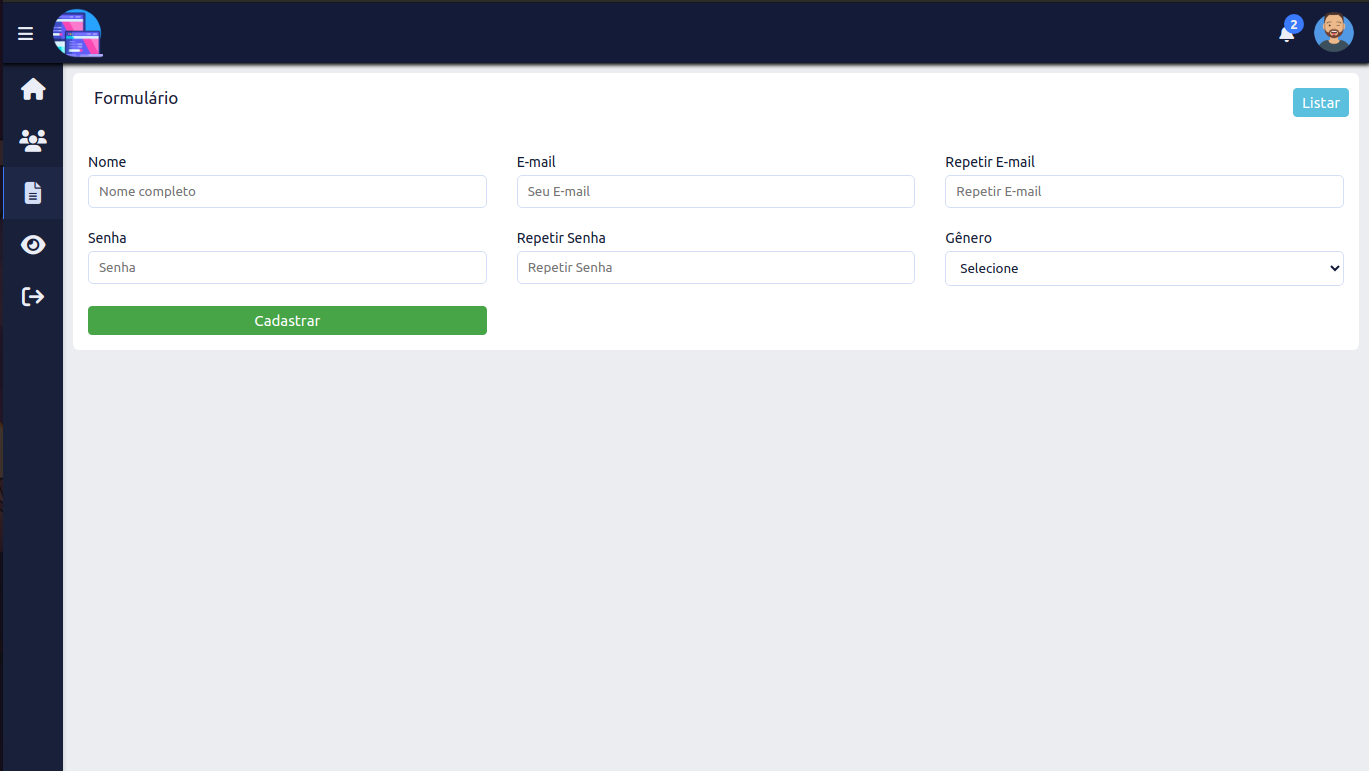 2
Formulário
Listar
Nome
E-mail
Repetir E-mail
Nome completo
Seu E-mail
Repetir E-mail
Senha
Repetir Senha
Gênero
Senha
Repetir Senha
Selecione
Cadastrar